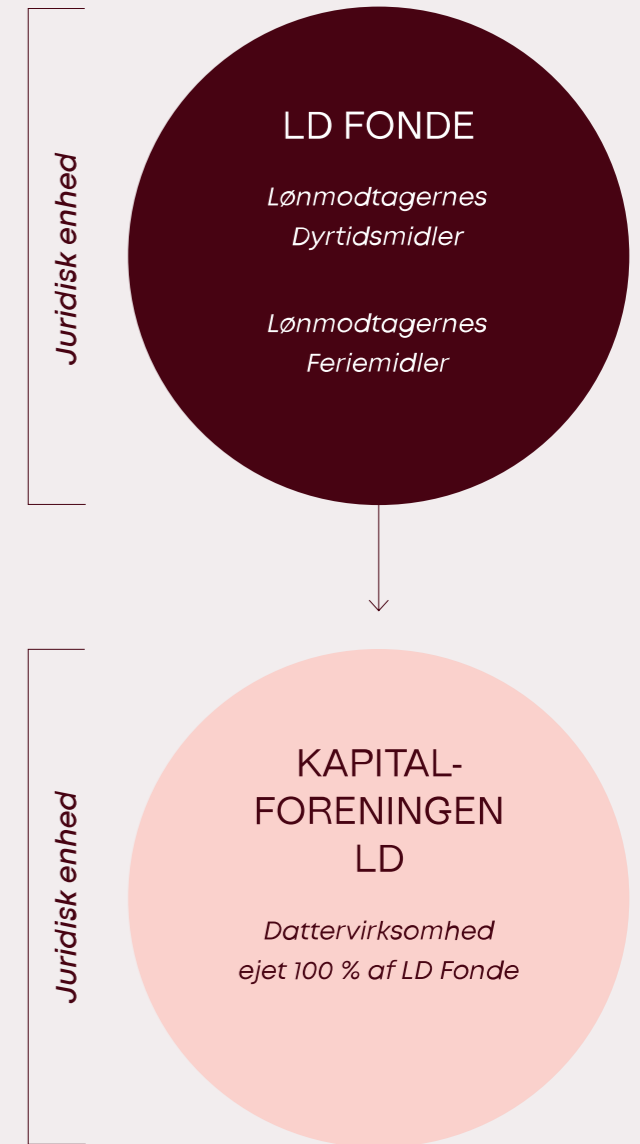 Juridisk enhed
LD FONDE
Lønmodtagernes
Dyrtidsmidler
Lønmodtagernes
Feriemidler
Juridisk enhed
KAPITAL-
FORENINGEN
LD
Dattervirksomhed
ejet 100 % af LD Fonde